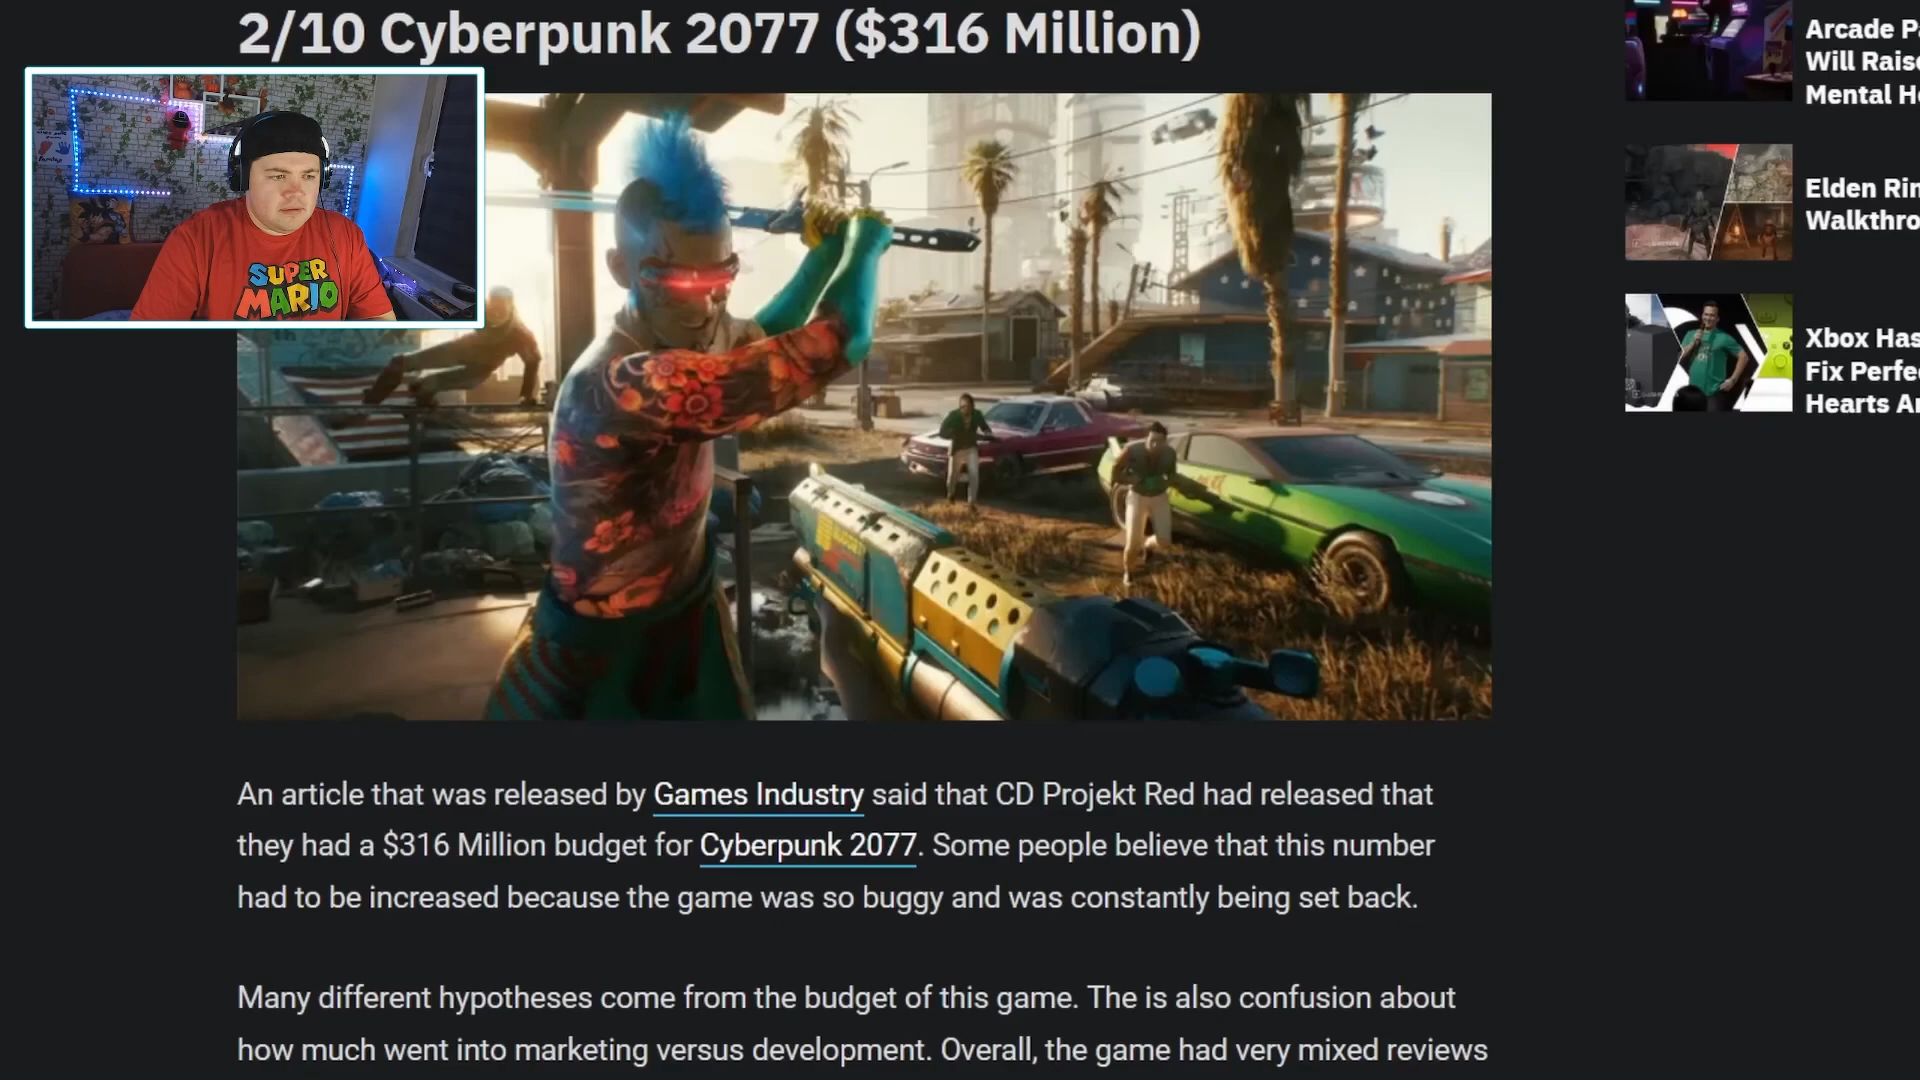 2/10 Cyberpunk 2077 ($316 Million)
SUPER
MARIO
An article that was released by Games Industry said that CD Projekt Red had released that
they had a $316 Million budget for Cyberpunk 2077. Some people believe that this number
had to be increased because the game was so buggy and was constantly being set back.
Many different hypotheses come from the budget of this game. The is also confusion about
how much went into marketing versus development. Overall, the game had very mixed reviews
Arcade Pa
Will Raise
Mental He
Elden Rin
Walkthro
Xbox Has
Fix Perfe
Hearts An